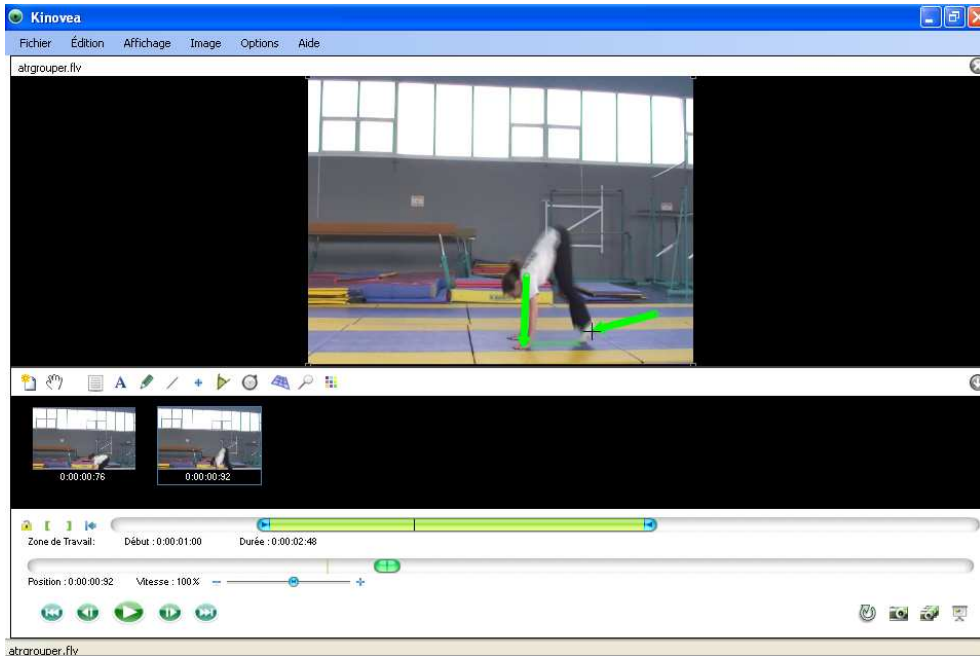 Kinovea
Fichier Édition Affichage Image Options Aide
atrgrouper.flv
A
0:00:00:76 0:00:00:92
Zone de Travail: Début : 0:00:01:00 Durée : 0:00:02:48
Position : 0:00:00:92 Vitesse : 100%
atrgrouper.flv